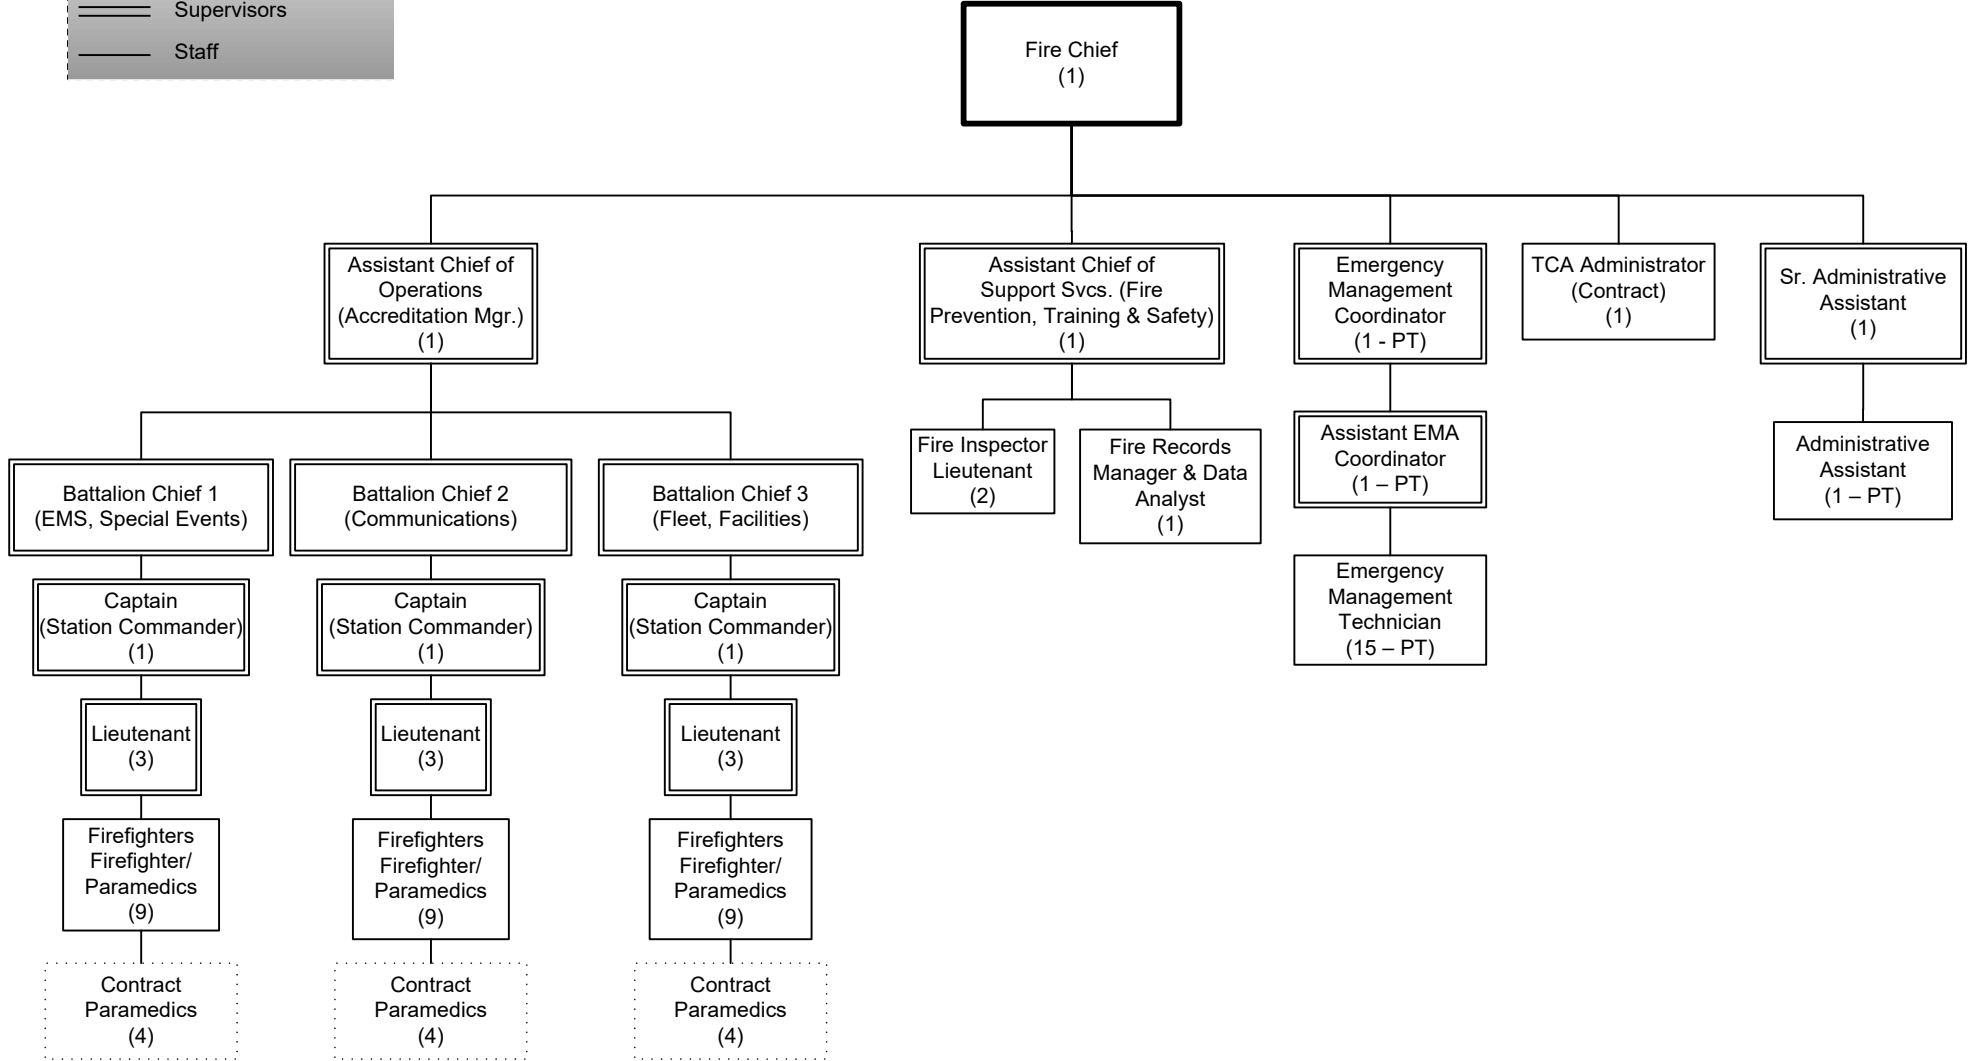 Supervisors
Staff
Fire Chief
(1)
Assistant Chief of
Operations
(Accreditation Mgr.)
(1)
Assistant Chief of
Support Svcs. (Fire
Prevention, Training & Safety)
(1)
Emergency
Management
Coordinator
(1 - PT)
TCA Administrator
(Contract)
(1)
Sr. Administrative
Assistant
(1)
Battalion Chief 1
(EMS, Special Events)
Battalion Chief 2
(Communications)
Battalion Chief 3
(Fleet, Facilities)
Fire Inspector
Lieutenant
(2)
Fire Records
Manager & Data
Analyst
(1)
Assistant EMA
Coordinator
(1 – PT)
Administrative
Assistant
(1 – PT)
Captain
(Station Commander)
(1)
Captain
(Station Commander)
(1)
Captain
(Station Commander)
(1)
Emergency
Management
Technician
(15 – PT)
Lieutenant
(3)
Lieutenant
(3)
Lieutenant
(3)
Firefighters
Firefighter/
Paramedics
(9)
Firefighters
Firefighter/
Paramedics
(9)
Firefighters
Firefighter/
Paramedics
(9)
Contract
Paramedics
(4)
Contract
Paramedics
(4)
Contract
Paramedics
(4)